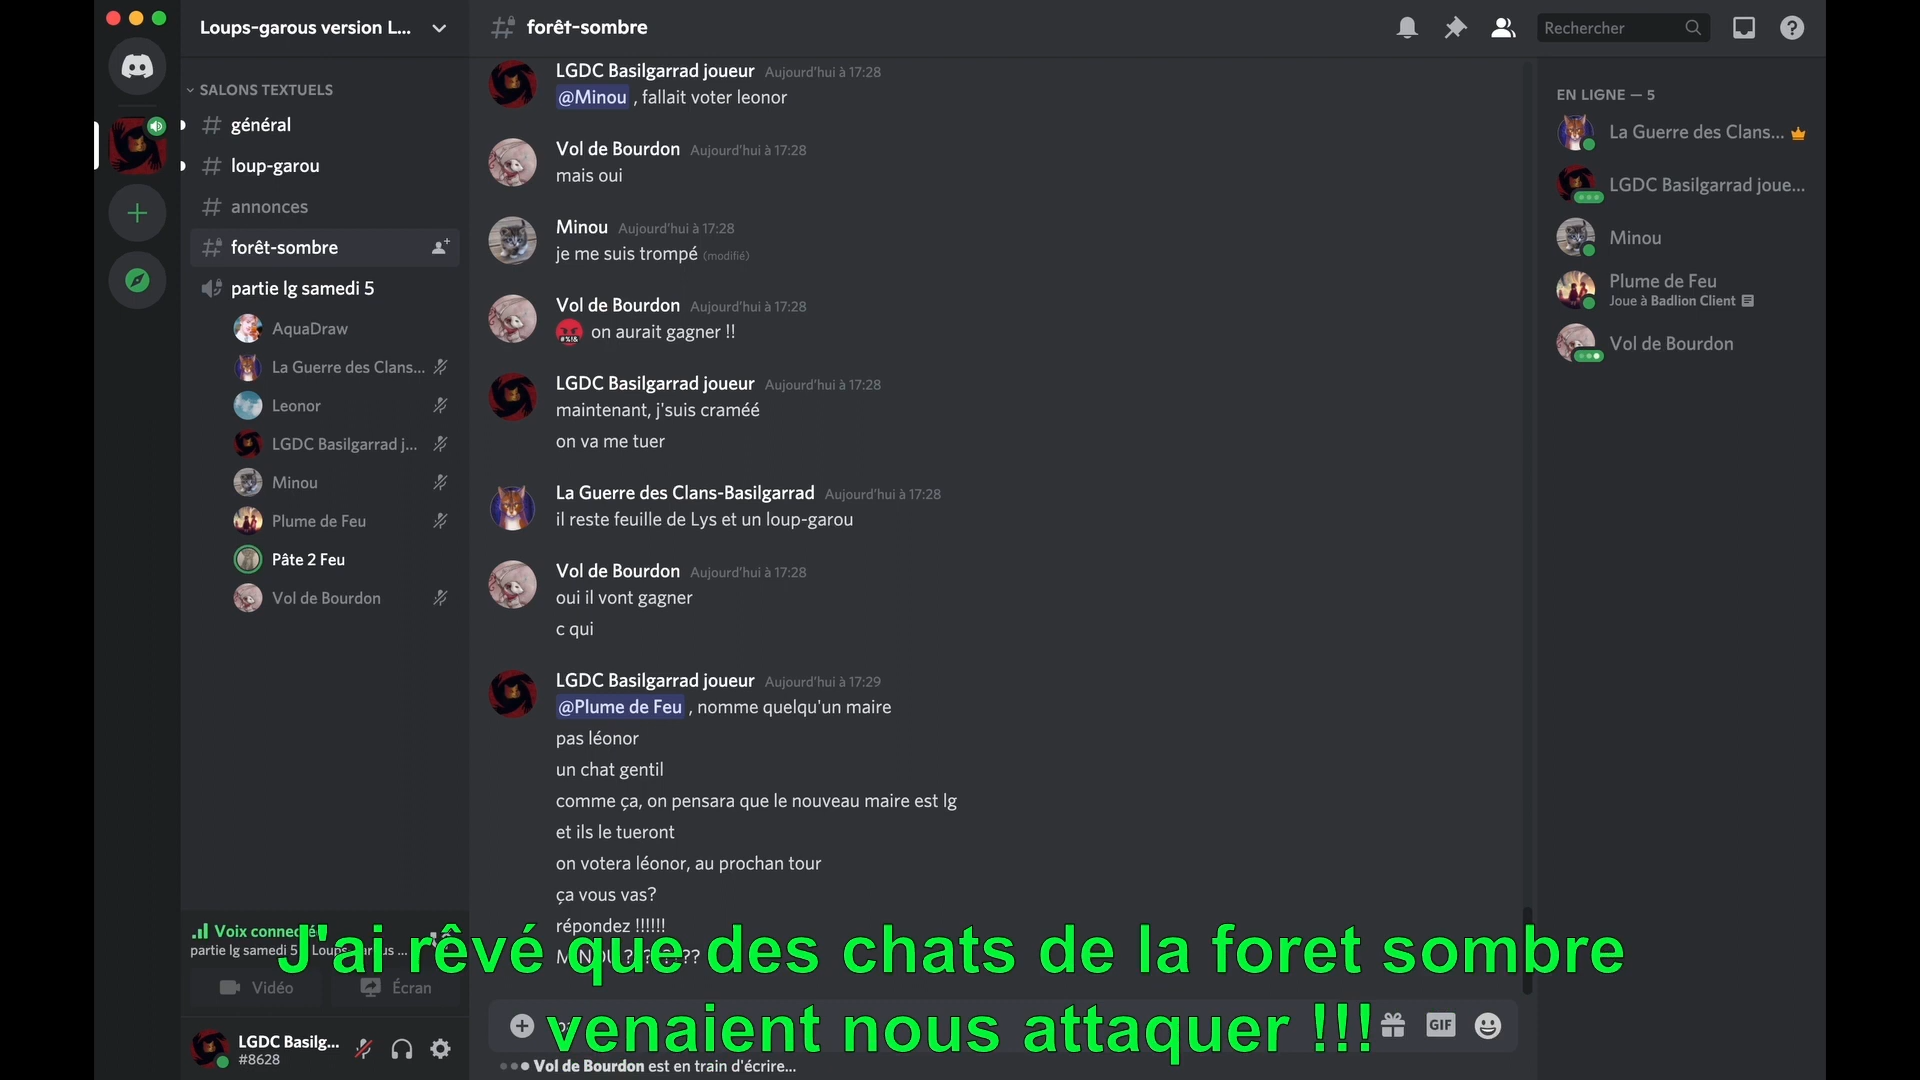 Loups-garous version L...
SALONS TEXTUELS
général
loup-garou
annonces
forêt-sombre
partie lg samedi 5
AquaDraw
La Guerre des Clans...
Leonor
LGDC Basilgarrad j...
Minou
Plume de Feu
Pâte 2 Feu
Vol de Bourdon
Voix connectée
partie lg samedi 5
Vidéo
Écran
LGDC Basilg...
#8628
forêt-sombre
Rechercher
LGDC Basilgarrad joueur Aujourd'hui à 17:28
@Minou , fallait voter leonor
Vol de Bourdon Aujourd'hui à 17:28
mais oui
Minou Aujourd'hui à 17:28
je me suis trompé (modifié)
Vol de Bourdon Aujourd'hui à 17:28
on aurait gagner !!
LGDC Basilgarrad joueur Aujourd'hui à 17:28
maintenant, j'suis craméé
on va me tuer
La Guerre des Clans-Basilgarrad Aujourd'hui à 17:28
il reste feuille de Lys et un loup-garou
Vol de Bourdon Aujourd'hui à 17:28
oui il vont gagner
c qui
LGDC Basilgarrad joueur Aujourd'hui à 17:29
@Plume de Feu , nomme quelqu'un maire
pas léonor
un chat gentil
comme ça, on pensara que le nouveau maire est lg
et ils le tueront
on votera léonor, au prochan tour
ça vous vas?
répondez !!!!!!
J'ai rêvé que des chats de la foret sombre
venaient nous attaquer !!!
GIF
Vol de Bourdon est en train d'écrire...
EN LIGNE — 5
La Guerre des Clans...
LGDC Basilgarrad joue...
Minou
Plume de Feu
Joue à Badlion Client
Vol de Bourdon